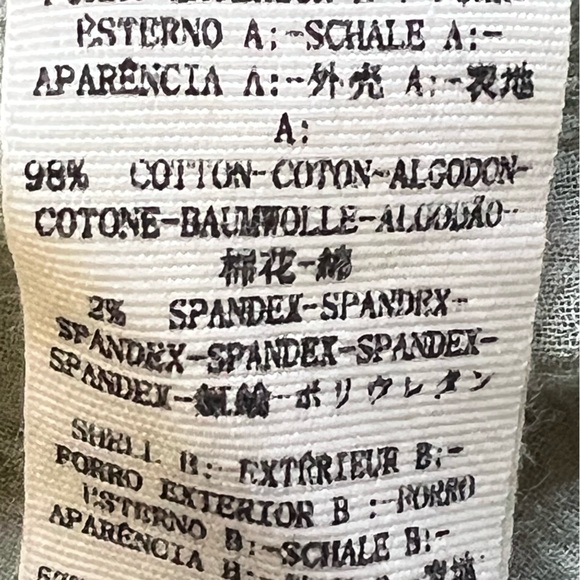 ESTERNO A:-SCHALE A:-
APARÊNCIA A:-外壳 A:-表地
A:
98% COTTON-COTON-ALGODON-
COTONE-BAUMWOLLE-ALGODÃO-
棉花-綿
2% SPANDEX-SPANDEX-
SPANDEX-SPANDEX-SPANDEX-
SPANDEX-ポリウレタン
SHELL B:-EXTÉRIEUR B:-
FORRO EXTERIOR B :-FORRO
ESTERNO B:-SCHALE B:-
APARÊNCIA B:-